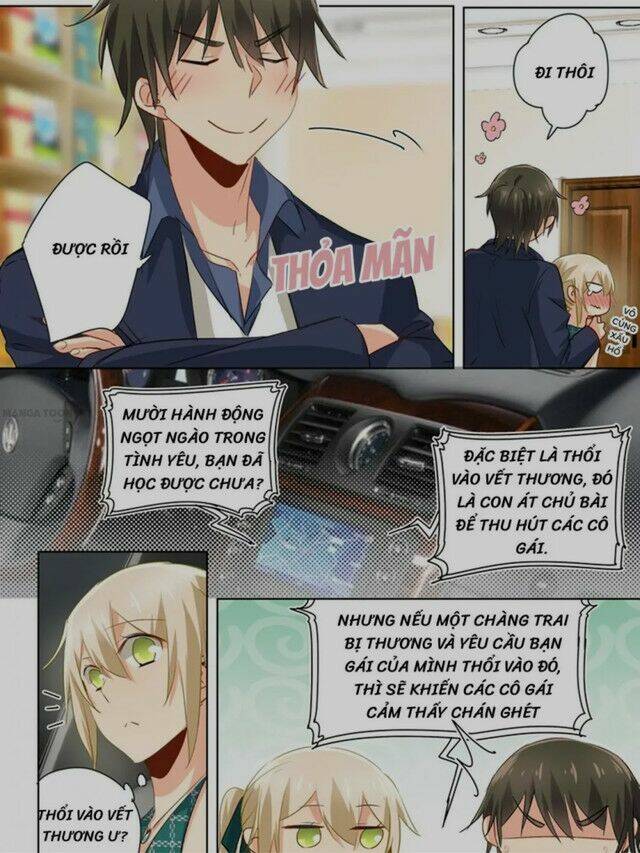 ĐƯỢC RỒI
THỎA MÃN
ĐI THÔI
VÔ
CÙNG
XẤU
HỔ
MANGA TOON
MƯỜI HÀNH ĐỘNG
NGỌT NGÀO TRONG
TÌNH YÊU, BẠN ĐÃ
HỌC ĐƯỢC CHƯA?
ĐẶC BIỆT LÀ THỔI
VÀO VẾT THƯƠNG, ĐÓ
LÀ CON ÁT CHỦ BÀI
ĐỂ THU HÚT CÁC CÔ
GÁI.
NHƯNG NẾU MỘT CHÀNG TRAI
BỊ THƯƠNG VÀ YÊU CẦU BẠN
GÁI CỦA MÌNH THỔI VÀO ĐÓ,
THÌ SẼ KHIẾN CÁC CÔ GÁI
CẢM THẤY CHÁN GHÉT
THỔI VÀO VẾT
THƯƠNG Ư?